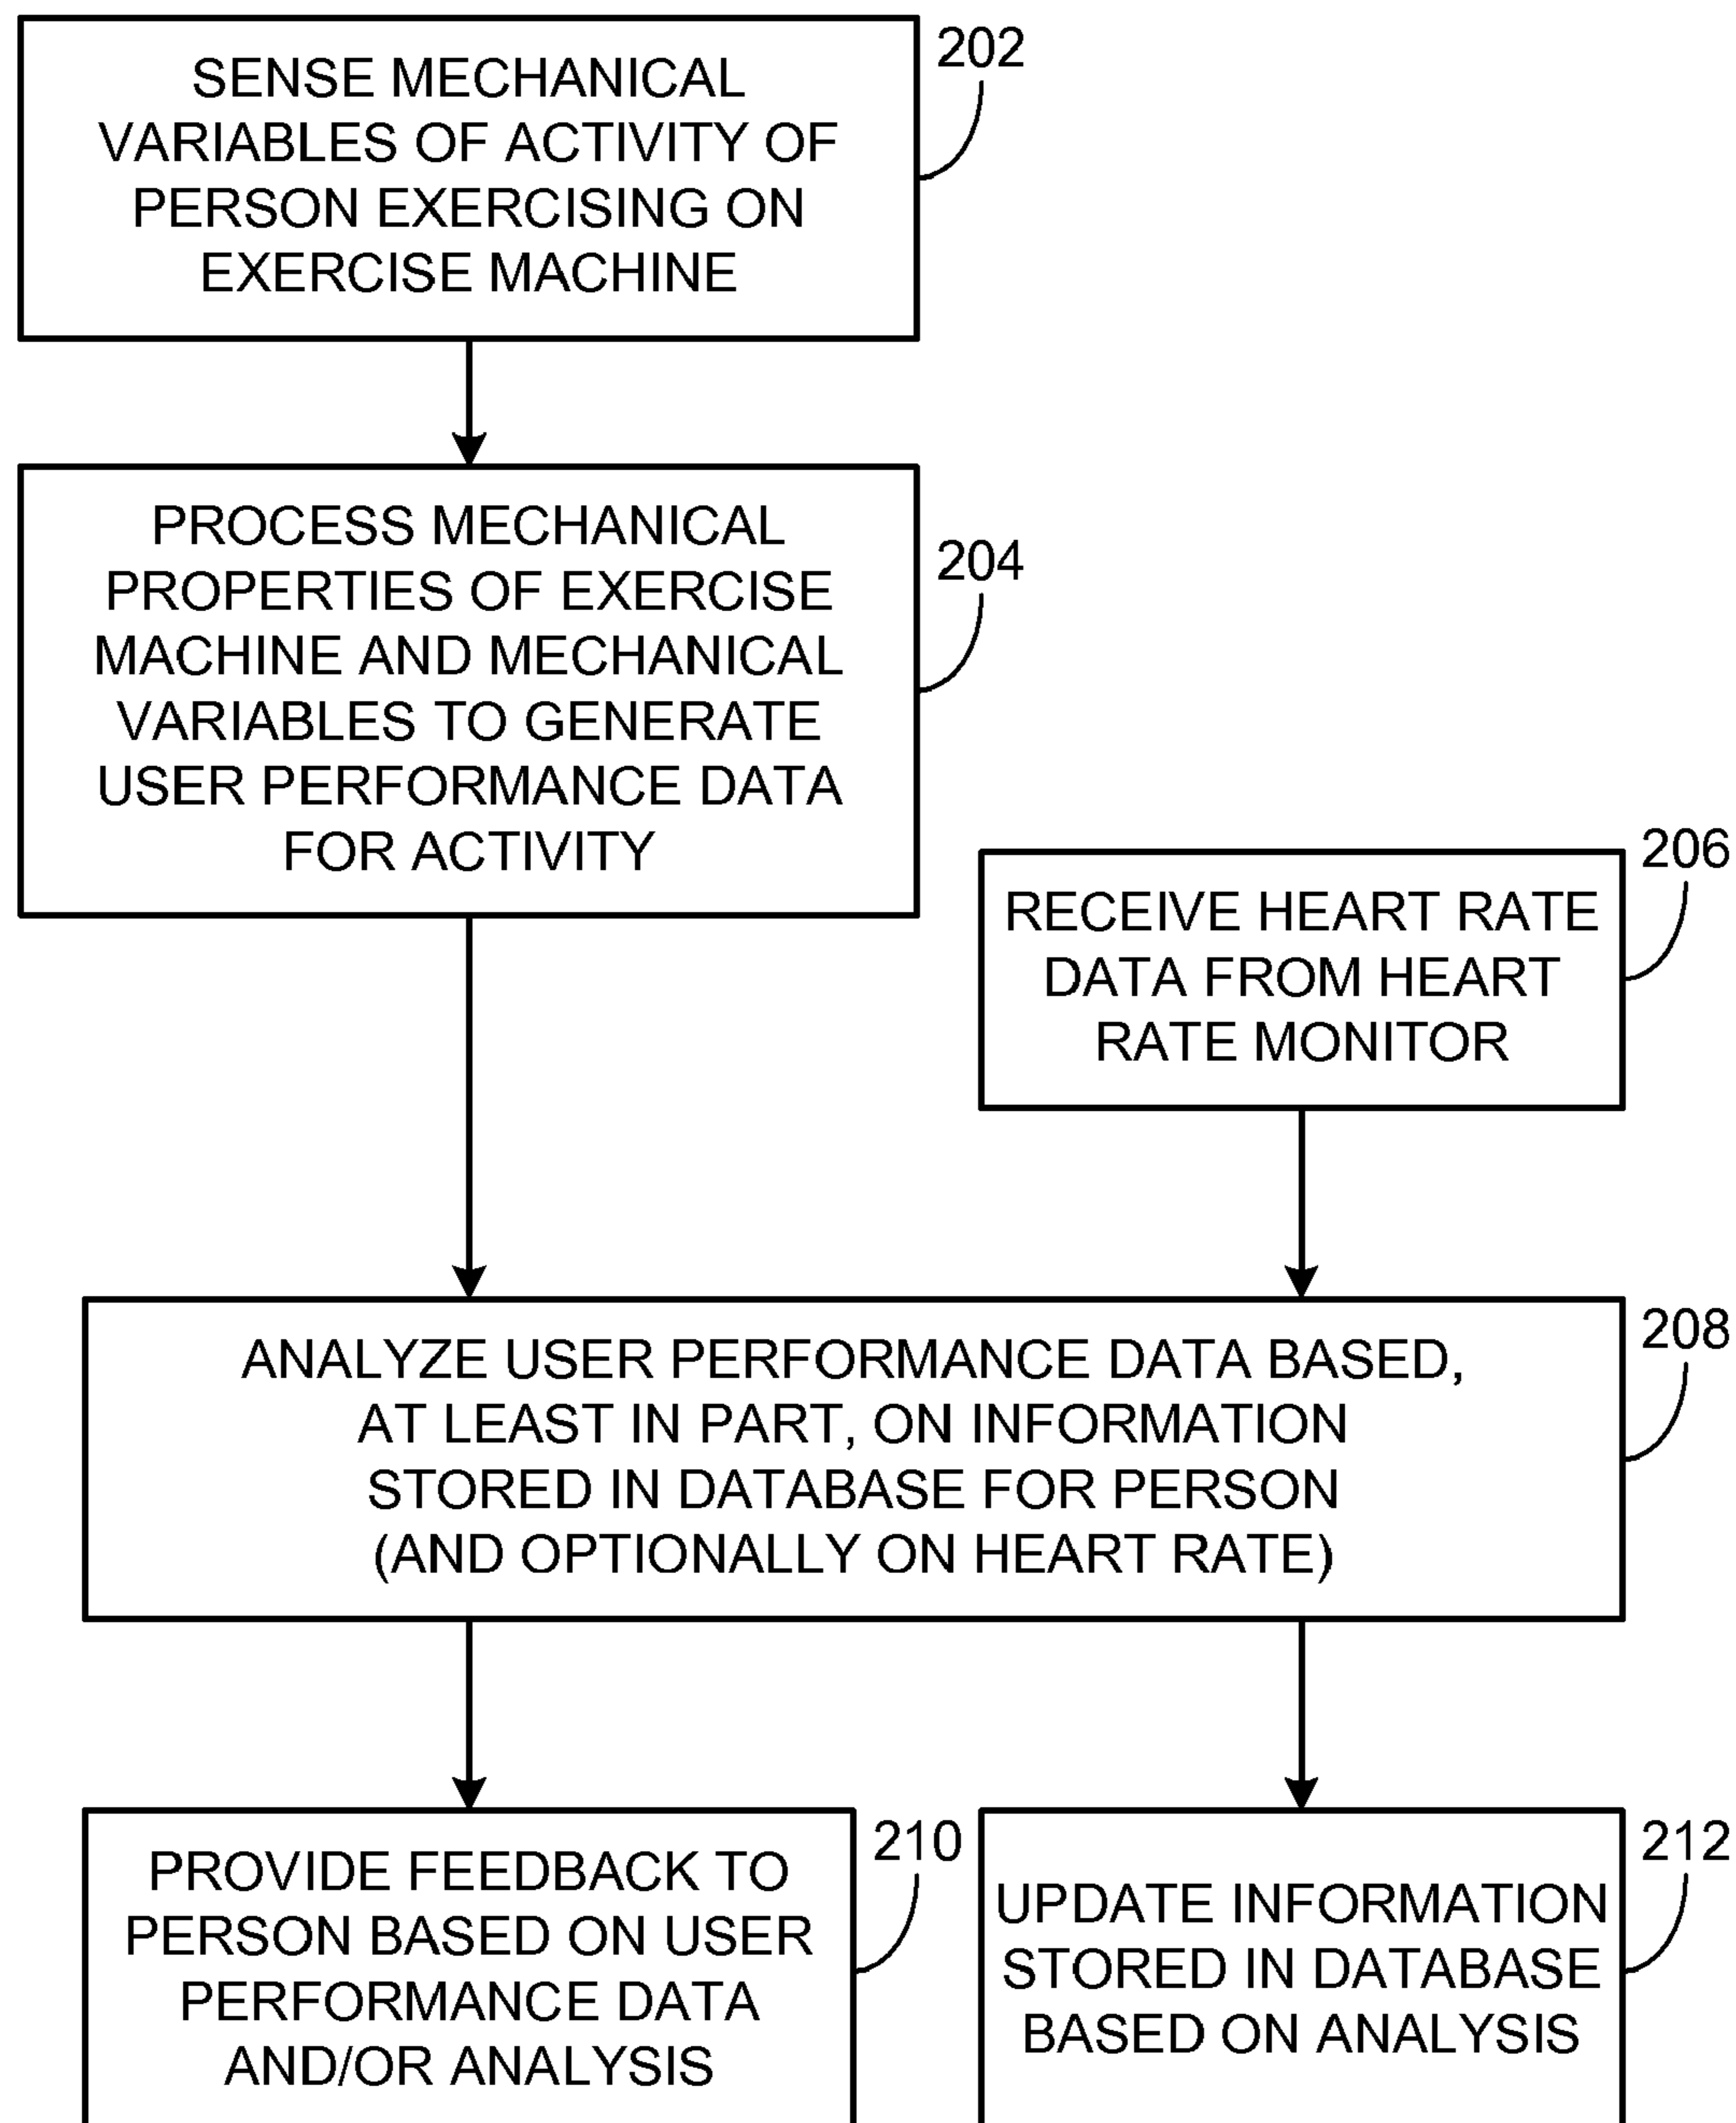 SENSE MECHANICAL
VARIABLES OF ACTIVITY OF
PERSON EXERCISING ON
EXERCISE MACHINE
202
PROCESS MECHANICAL
PROPERTIES OF EXERCISE
MACHINE AND MECHANICAL
VARIABLES TO GENERATE
USER PERFORMANCE DATA
FOR ACTIVITY
204
RECEIVE HEART RATE
DATA FROM HEART
RATE MONITOR
206
ANALYZE USER PERFORMANCE DATA BASED,
AT LEAST IN PART, ON INFORMATION
STORED IN DATABASE FOR PERSON
(AND OPTIONALLY ON HEART RATE)
208
PROVIDE FEEDBACK TO
PERSON BASED ON USER
PERFORMANCE DATA
AND/OR ANALYSIS
210
UPDATE INFORMATION
STORED IN DATABASE
BASED ON ANALYSIS
212